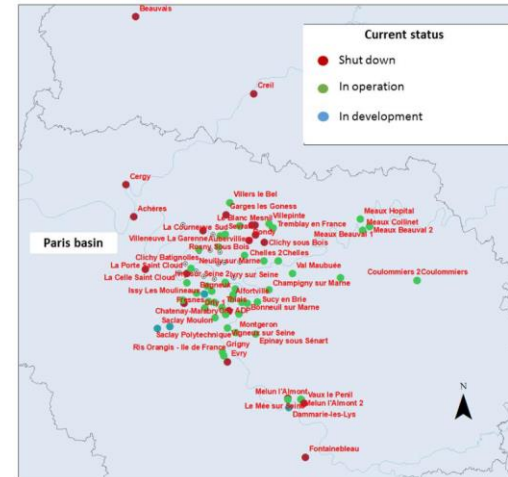 Beauvais
Current status
Shut down
In operation
In development
Creil
Cergy
Achères
Paris basin
Villers le Bel
Garges les Goness
Le Blanc Mesnil
Villepinte
Tremblay en France
La Courneuve Sud
Villeneuve La Garenne
Aubervillie
Clichy sous Bois
Rosny Sous Bois
Meaux Hopital
Meaux Collinet
Meaux Beauval 1
Meaux Beauval 2
Clichy Batignolles
Neuilly sur Marne
Chelles 2
Chelles
La Porte Saint Cloud
Val Maubuée
Coulommiers 2
Coulommiers
La Celle Saint Cloud
Ivry sur Seine
Champigny sur Marne
Issy Les Moulineaux
Bagneux
Alfortville
Fresnes
Thiais
Sucy en Brie
Bonneuil sur Marne
Chatenay-Malabry
Saclay Moulon
Montgeron
Saclay Polytechnique
Vigneux sur Seine
Epinay sous Sénart
Ris Orangis - Ile de France
Grigny
Evry
N
Melun l'Almont
Vaux le Penil
Melun l'Almont 2
La Mée sur Seine
Dammarie-les-Lys
Fontainebleau